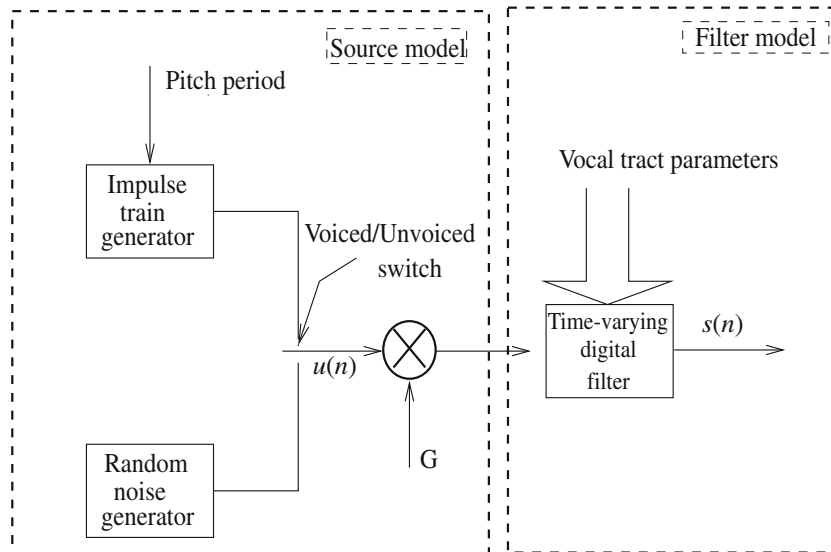 Source model
Filter model
Pitch period
Vocal tract parameters
Impulse
train
generator
Voiced/Unvoiced
switch
u(n)
Time-varying
digital
filter
s(n)
G
Random
noise
generator